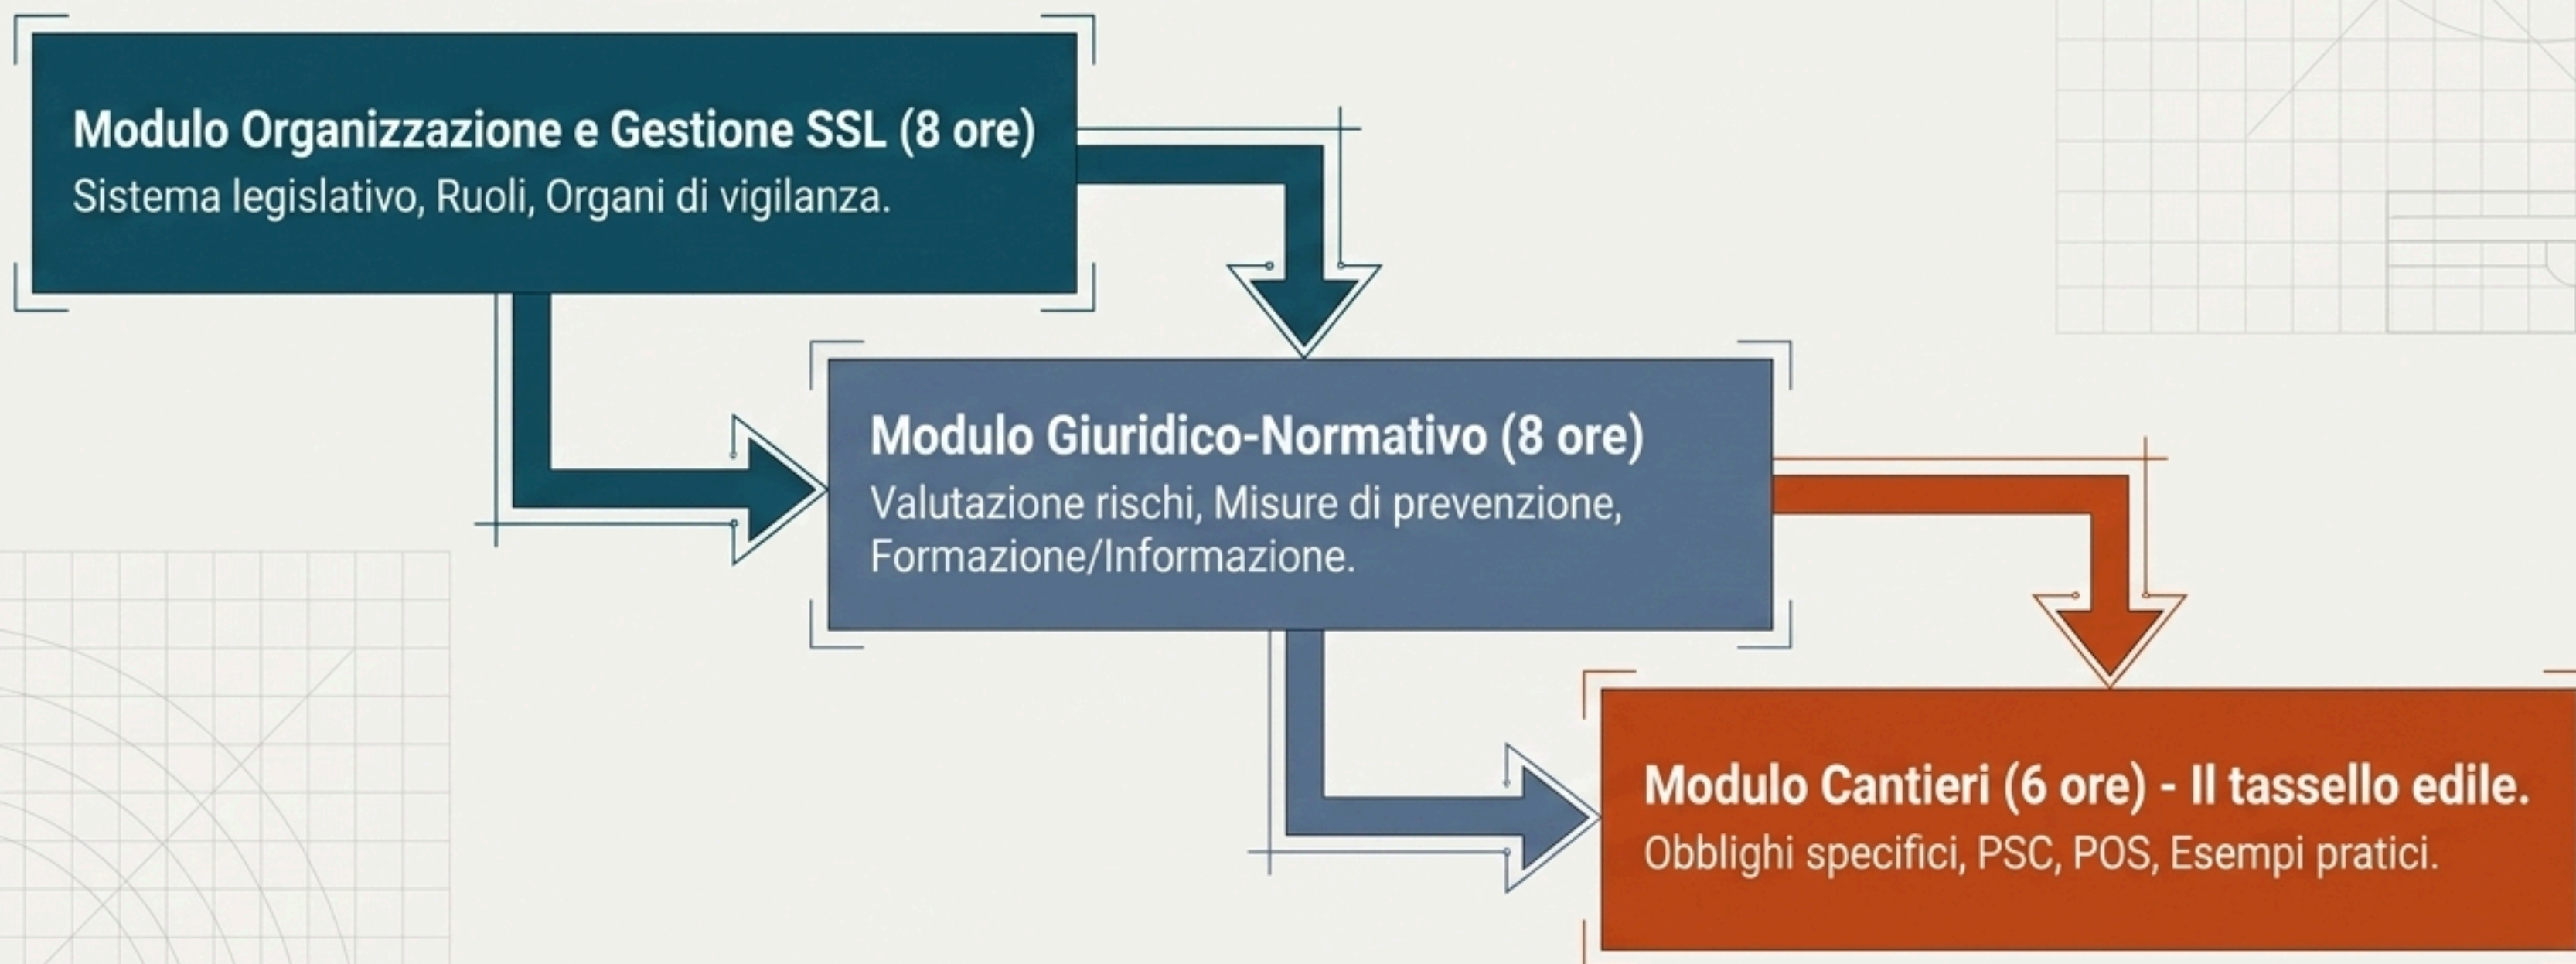 Modulo Organizzazione e Gestione SSL (8 ore)
Sistema legislativo, Ruoli, Organi di vigilanza.
Modulo Giuridico-Normativo (8 ore)
Valutazione rischi, Misure di prevenzione,
Formazione/Informazione.
Modulo Cantieri (6 ore) - Il tassello edile.
Obblighi specifici, PSC, POS, Esempi pratici.